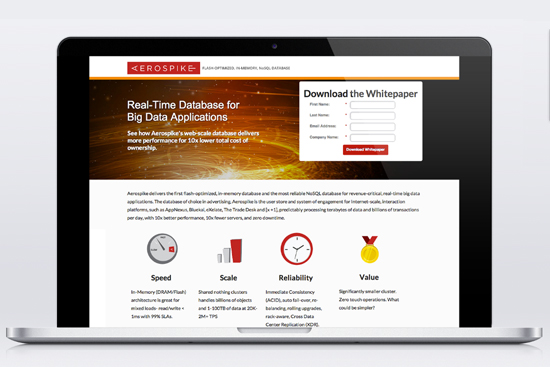 AEROSPIKE FLASH OPTIMIZED, IN-MEMORY, NoSQL DATABASE
Real-Time Database for
Big Data Applications
See how Aerospike's web-scale database delivers
more performance for 10x lower total cost of
ownership.
Download the Whitepaper
First Name: *
Last Name: *
Email Address: *
Company Name: *
Download Whitepaper
Aerospike delivers the first flash-optimized, in-memory database and the most reliable NoSQL database for revenue-critical, real-time big data
applications. The database of choice in advertising, Aerospike is the user store and system of engagement for Internet-scale, interaction
platforms, such as AppNexus, Bluekai, eXelate, The Trade Desk and [x +1], predictably processing terabytes of data and billions of transactions
per day, with 10x better performance, 10x fewer servers, and zero downtime.
Speed
In-Memory (DRAM/Flash)
architecture is great for
mixed loads- read/write <
1ms with 99% SLAs.
Scale
Shared nothing clusters
handles billions of objects
and 1-100TB of data at 20K-
2M+ TPS
Reliability
Immediate Consistency
(ACID), auto fail-over, re-
balancing, rolling upgrades,
rack-aware, Cross Data
Center Replication (XDR),
Value
Significantly smaller cluster.
Zero touch operations. What
could be simpler?